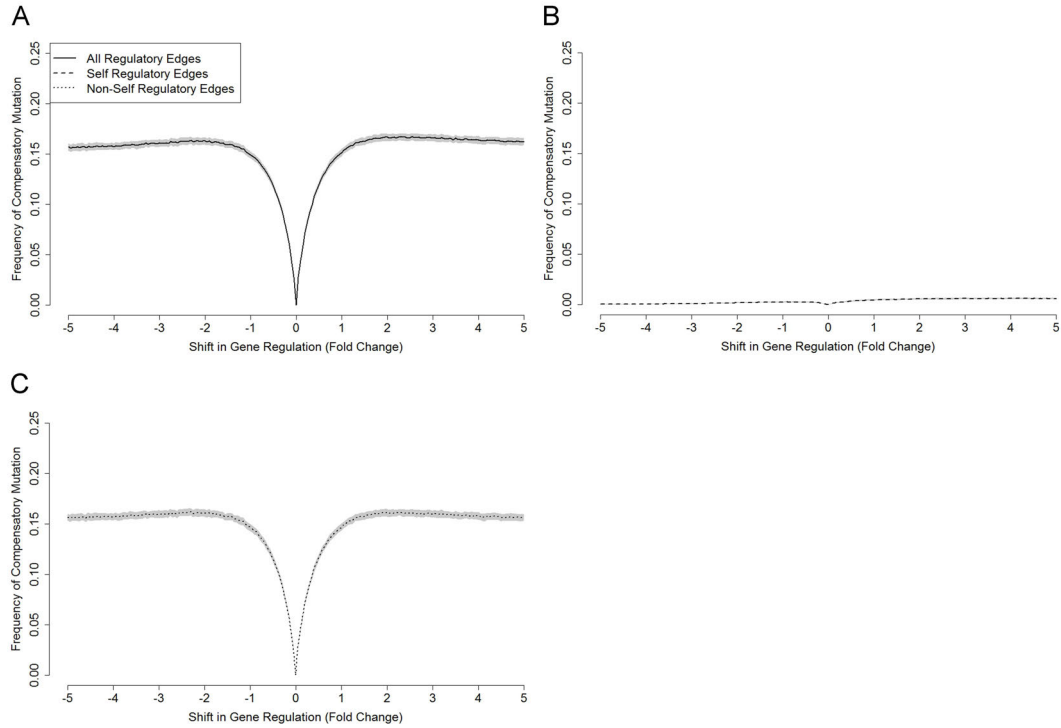 A
All Regulatory Edges
Self Regulatory Edges
Non-Self Regulatory Edges
Frequency of Compensatory Mutation
0.25
0.20
0.15
0.10
0.05
0.00
-5 -4 -3 -2 -1 0 1 2 3 4 5
Shift in Gene Regulation (Fold Change)
B
Frequency of Compensatory Mutation
0.25
0.20
0.15
0.10
0.05
0.00
-5 -4 -3 -2 -1 0 1 2 3 4 5
Shift in Gene Regulation (Fold Change)
C
Frequency of Compensatory Mutation
0.25
0.20
0.15
0.10
0.05
0.00
-5 -4 -3 -2 -1 0 1 2 3 4 5
Shift in Gene Regulation (Fold Change)